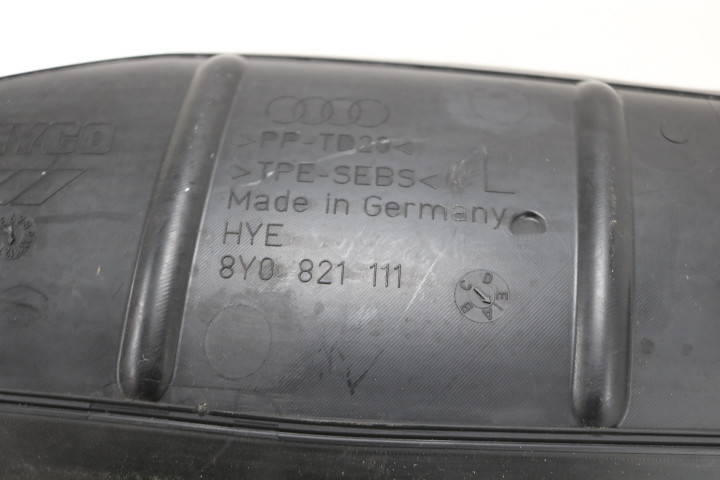 >PP-TD20<
>TPE-SEBS< L
Made in Germany
HYE
8Y0 821 111
A B C D E